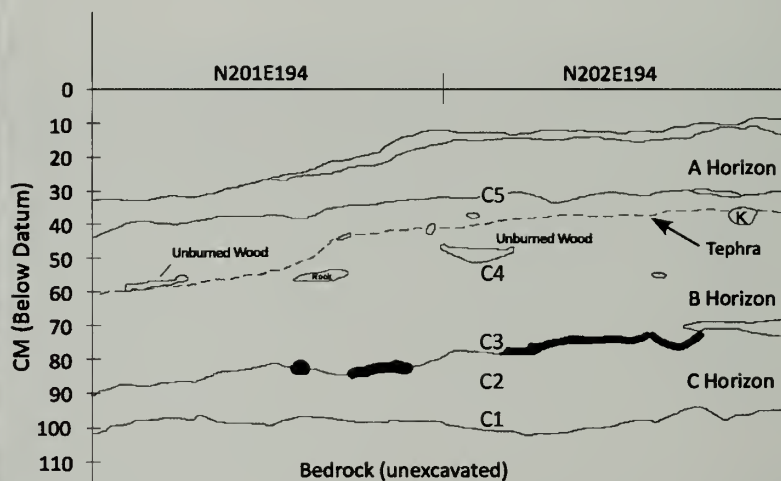 N201E194
N202E194
0
10
20
30
40
50
60
70
80
90
100
110
CM (Below Datum)
A Horizon
C5
K
Unburned Wood
Unburned Wood
Tephra
Rock
C4
B Horizon
C3
C2
C Horizon
C1
Bedrock (unexcavated)